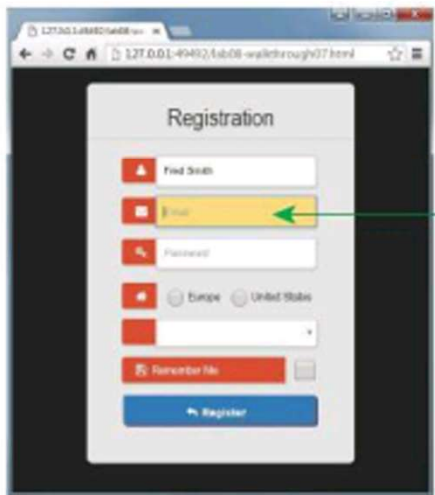 127.0.0.1:49492/lab08-walkthrough07.html
Registration
Fred Smith
Email
Password
Europe United States
Remember Me
Register